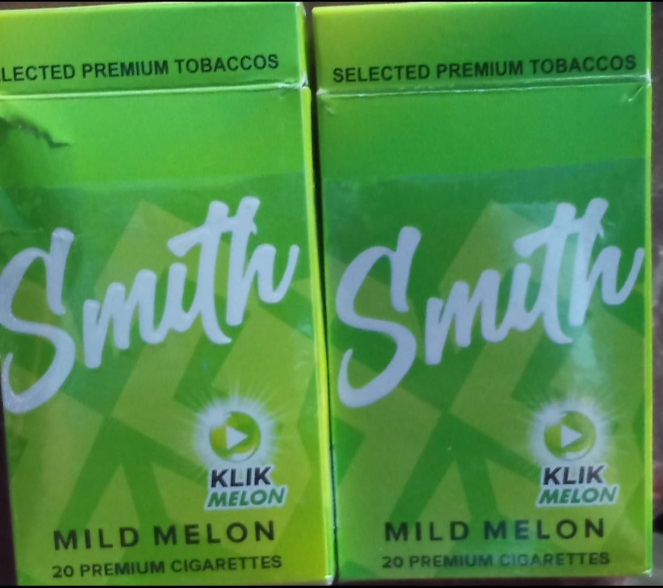 LECTED PREMIUM TOBACCOS
Smith
KLIK
MELON
MILD MELON
20 PREMIUM CIGARETTES
SELECTED PREMIUM TOBACCOS
Smith
KLIK
MELON
MILD MELON
20 PREMIUM CIGARETTES